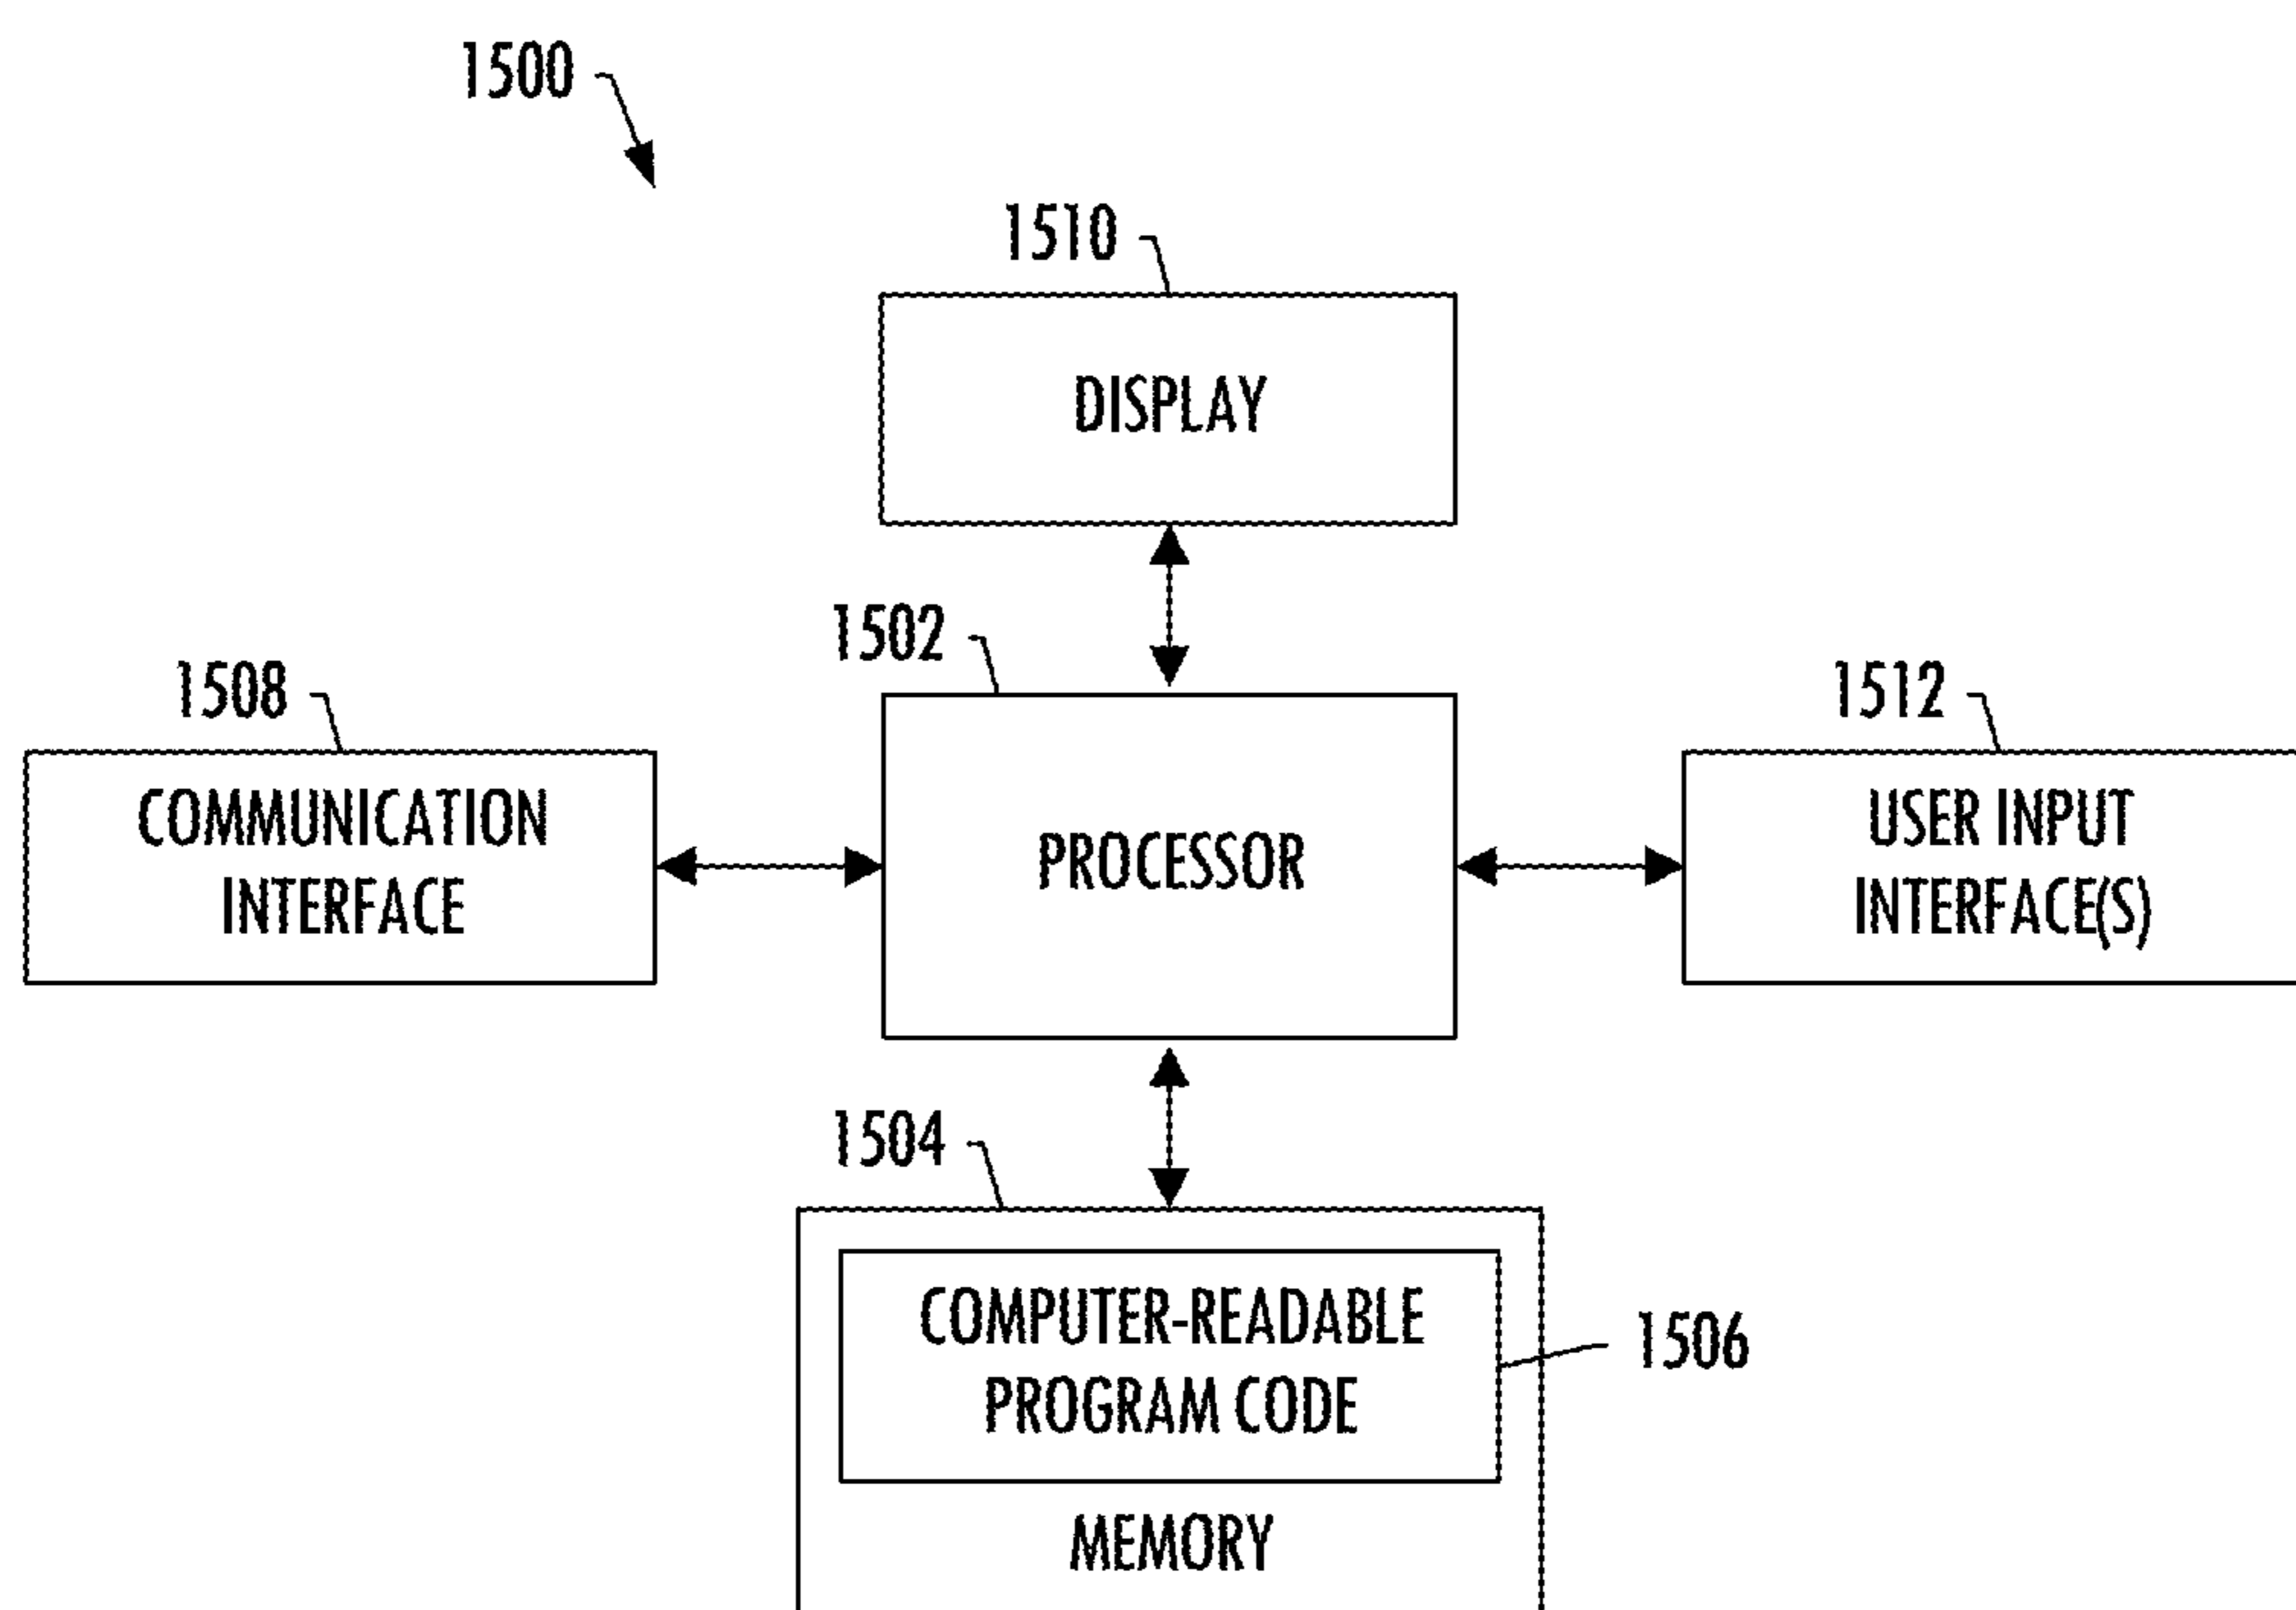 1500
1510
DISPLAY
1502
1508
1512
COMMUNICATION
INTERFACE
PROCESSOR
USER INPUT
INTERFACE(S)
1504
COMPUTER-READABLE
PROGRAM CODE
1506
MEMORY